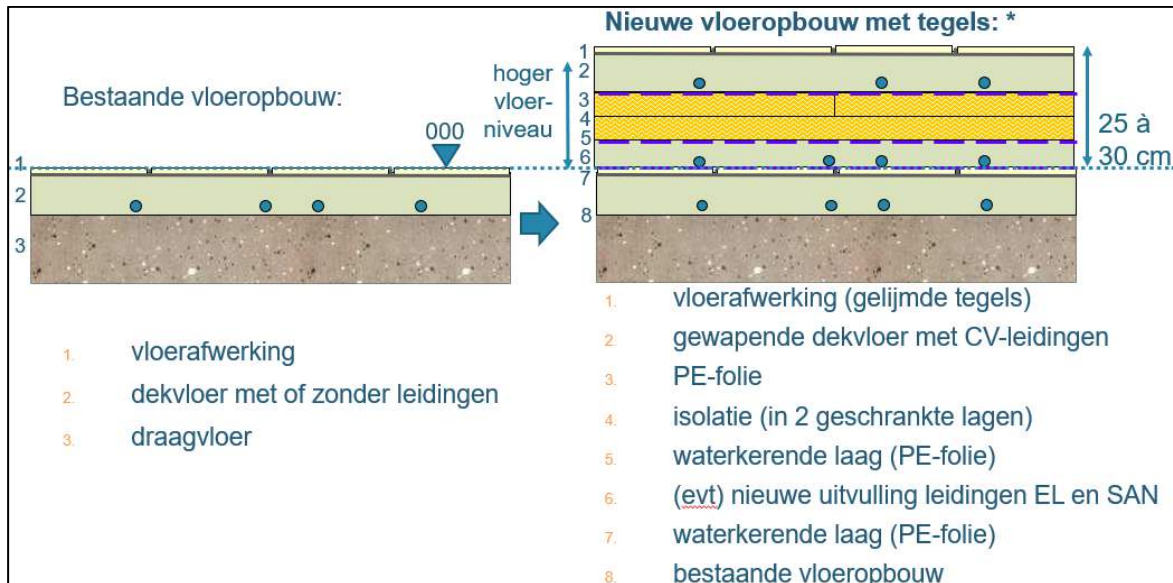 Nieuwe vloeropbouw met tegels: *
Bestaande vloeropbouw:
000
1
2
3
hoger
vloer-
niveau
1
2
3
4
5
6
7
8
25 à
30 cm
1. vloerafwerking
2. dekvloer met of zonder leidingen
3. draagvloer
1. vloerafwerking (gelijmde tegels)
2. gewapende dekvloer met CV-leidingen
3. PE-folie
4. isolatie (in 2 geschrankte lagen)
5. waterkerende laag (PE-folie)
6. (evt) nieuwe uitvulling leidingen EL en SAN
7. waterkerende laag (PE-folie)
8. bestaande vloeropbouw